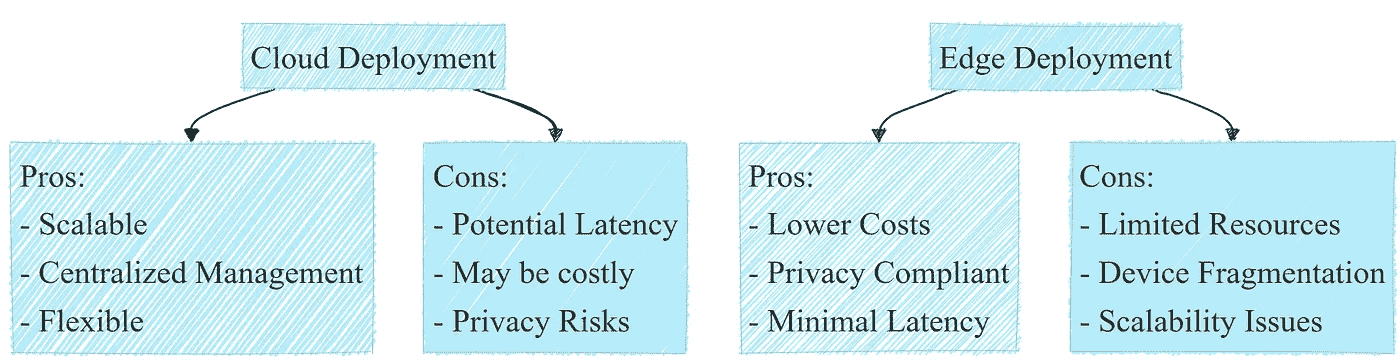 Cloud Deployment
Pros:
- Scalable
- Centralized Management
- Flexible
Cons:
- Potential Latency
- May be costly
- Privacy Risks
Edge Deployment
Pros:
- Lower Costs
- Privacy Compliant
- Minimal Latency
Cons:
- Limited Resources
- Device Fragmentation
- Scalability Issues